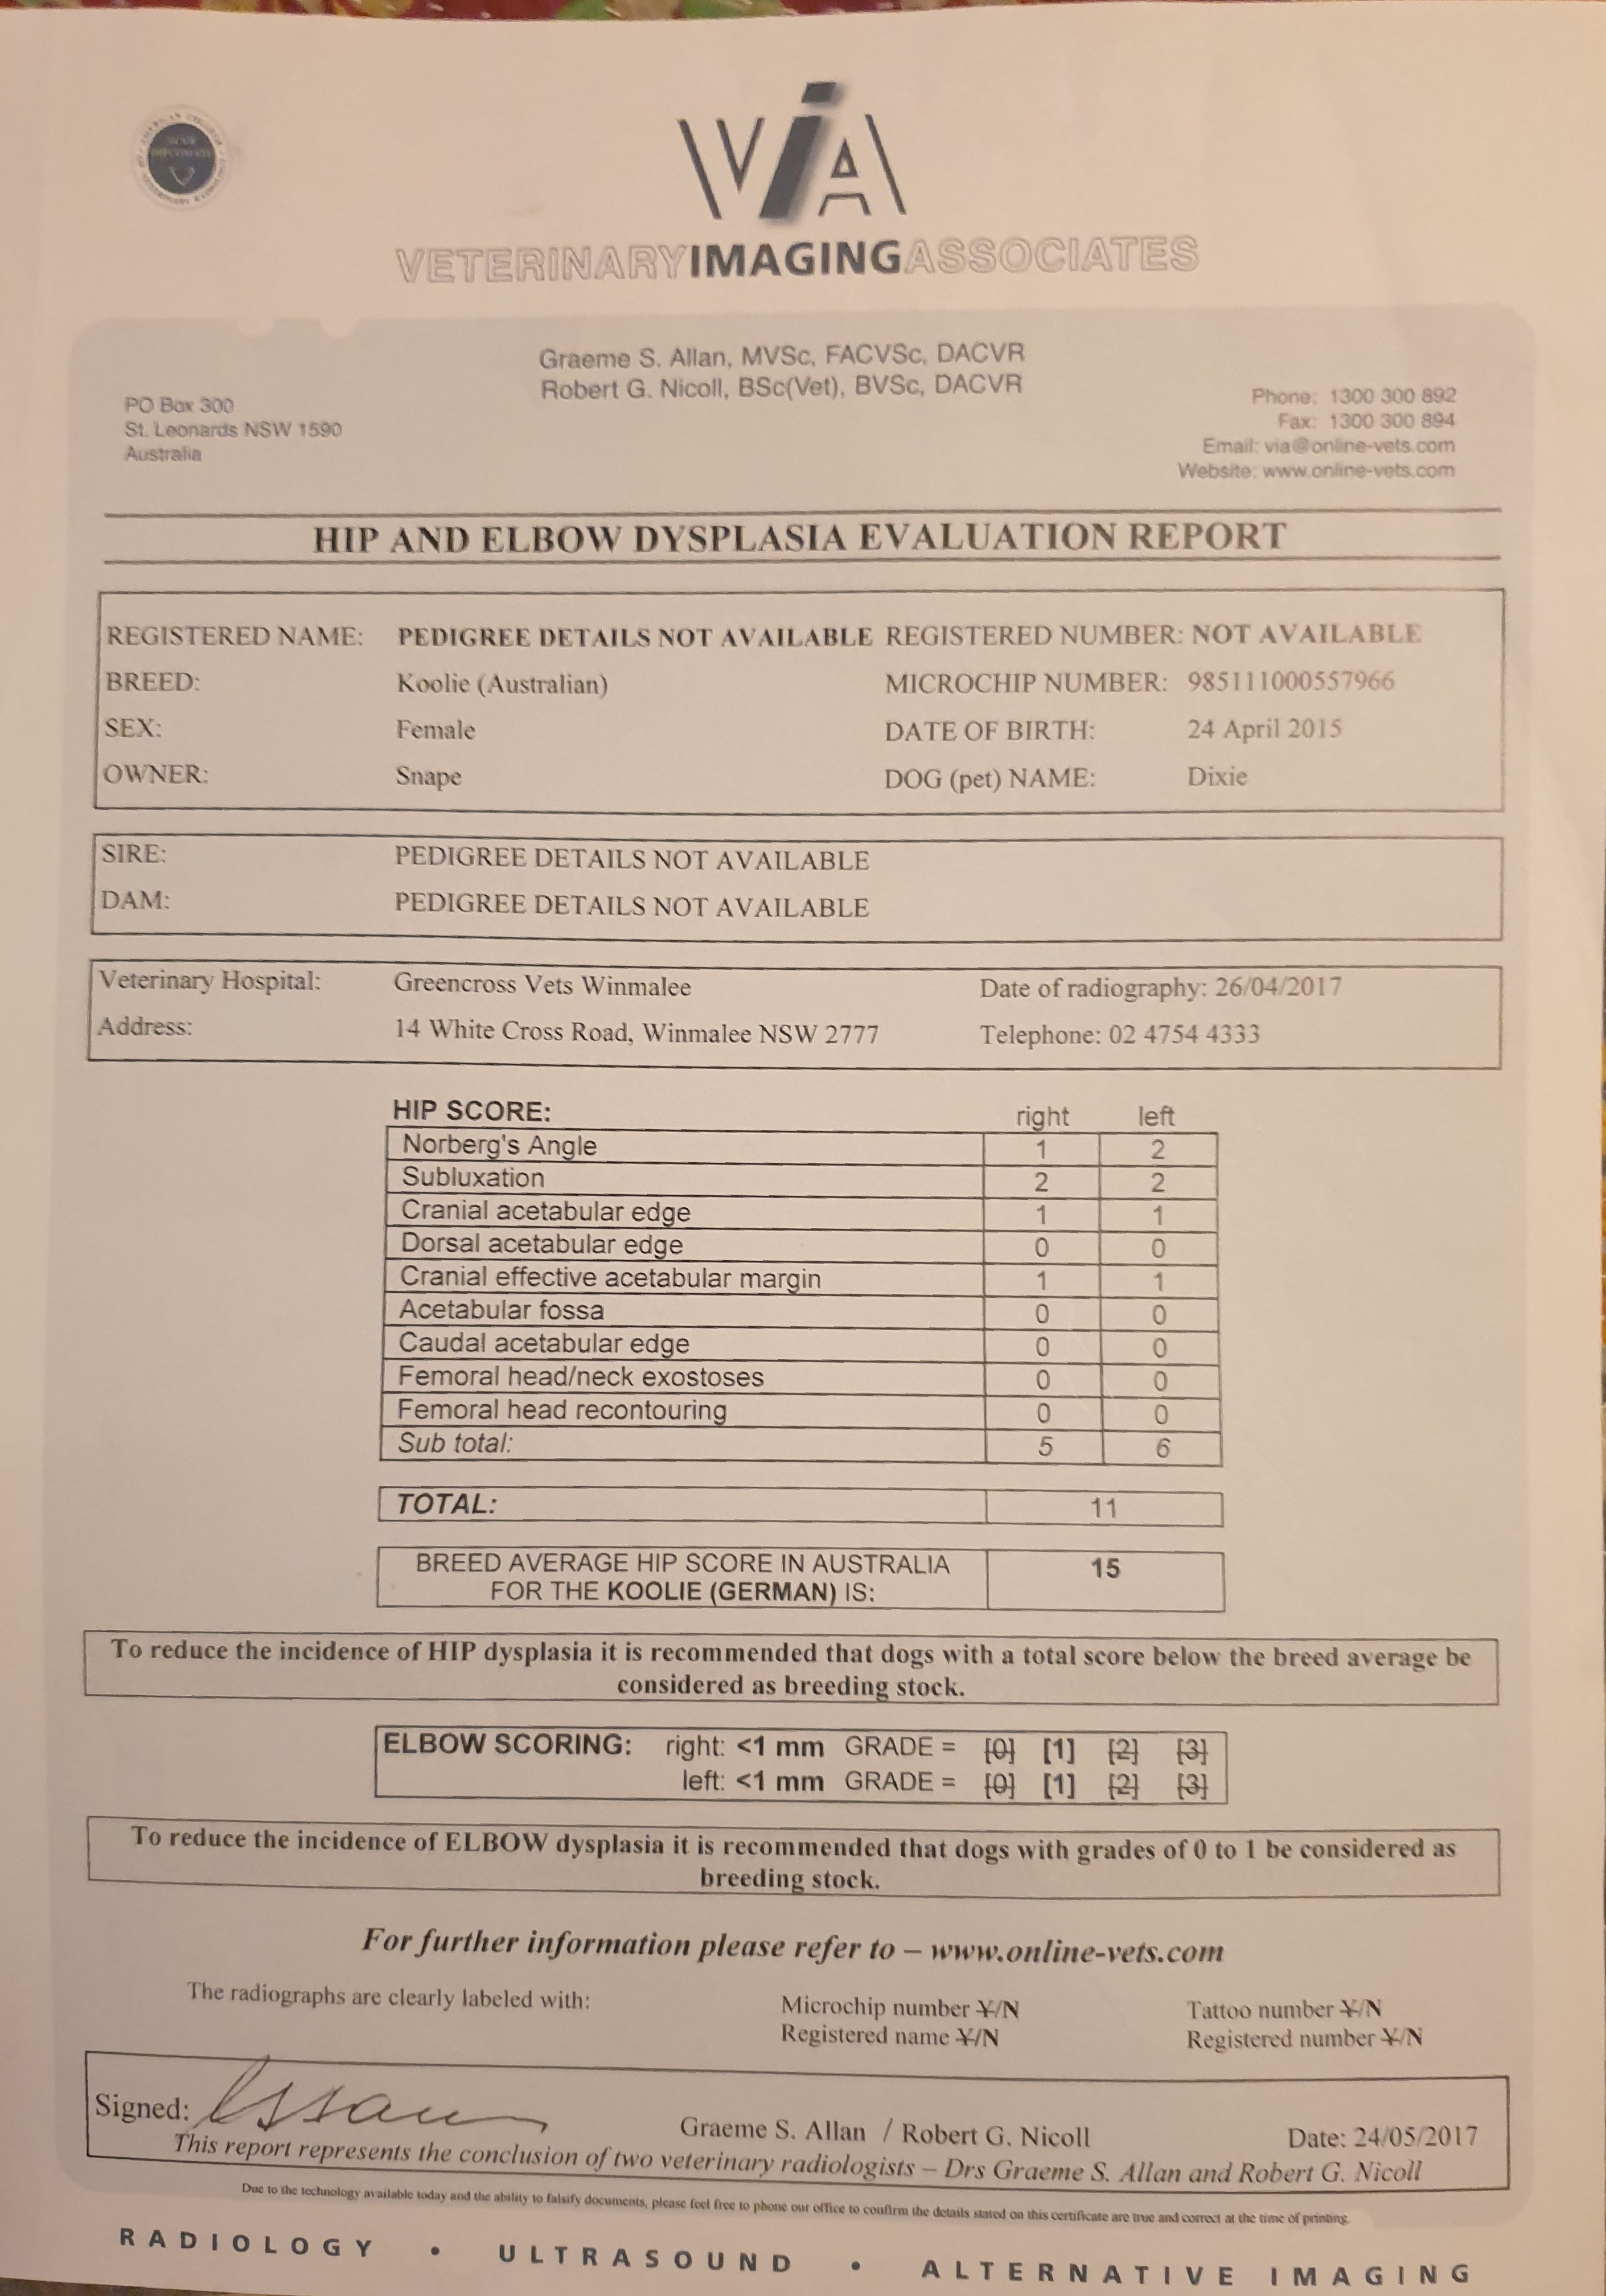 VIA
VETERINARYIMAGINGASSOCIATES
Graeme S. Allan, MVSc, FACVSc, DACVR
Robert G. Nicoll, BSc(Vet), BVSc, DACVR
PO Box 300
St. Leonards NSW 1590
Australia
Phone: 1300 300 892
Fax: 1300 300 894
Email: via@online-vets.com
Website: www.online-vets.com
HIP AND ELBOW DYSPLASIA EVALUATION REPORT
REGISTERED NAME: PEDIGREE DETAILS NOT AVAILABLE REGISTERED NUMBER: NOT AVAILABLE
BREED: Koolie (Australian) MICROCHIP NUMBER: 985111000557966
SEX: Female DATE OF BIRTH: 24 April 2015
OWNER: Snape DOG (pet) NAME: Dixie
SIRE: PEDIGREE DETAILS NOT AVAILABLE
DAM: PEDIGREE DETAILS NOT AVAILABLE
Veterinary Hospital: Greencross Vets Winmalee Date of radiography: 26/04/2017
Address: 14 White Cross Road, Winmalee NSW 2777 Telephone: 02 4754 4333
HIP SCORE: right left
Norberg's Angle 1 2
Subluxation 2 2
Cranial acetabular edge 1 1
Dorsal acetabular edge 0 0
Cranial effective acetabular margin 1 1
Acetabular fossa 0 0
Caudal acetabular edge 0 0
Femoral head/neck exostoses 0 0
Femoral head recontouring 0 0
Sub total: 5 6
TOTAL: 11
BREED AVERAGE HIP SCORE IN AUSTRALIA 15
FOR THE KOOLIE (GERMAN) IS:
To reduce the incidence of HIP dysplasia it is recommended that dogs with a total score below the breed average be
considered as breeding stock.
ELBOW SCORING: right: <1 mm GRADE = [0] [1] [2] [3]
left: <1 mm GRADE = [0] [1] [2] [3]
To reduce the incidence of ELBOW dysplasia it is recommended that dogs with grades of 0 to 1 be considered as
breeding stock.
For further information please refer to – www.online-vets.com
The radiographs are clearly labeled with: Microchip number Y/N Tattoo number Y/N
Registered name Y/N Registered number Y/N
Signed: Graeme S. Allan / Robert G. Nicoll Date: 24/05/2017
This report represents the conclusion of two veterinary radiologists – Drs Graeme S. Allan and Robert G. Nicoll
Due to the technology available today and the ability to falsify documents, please feel free to phone our office to confirm the details stated on this certificate are true and correct at the time of printing.
RADIOLOGY • ULTRASOUND • ALTERNATIVE IMAGING